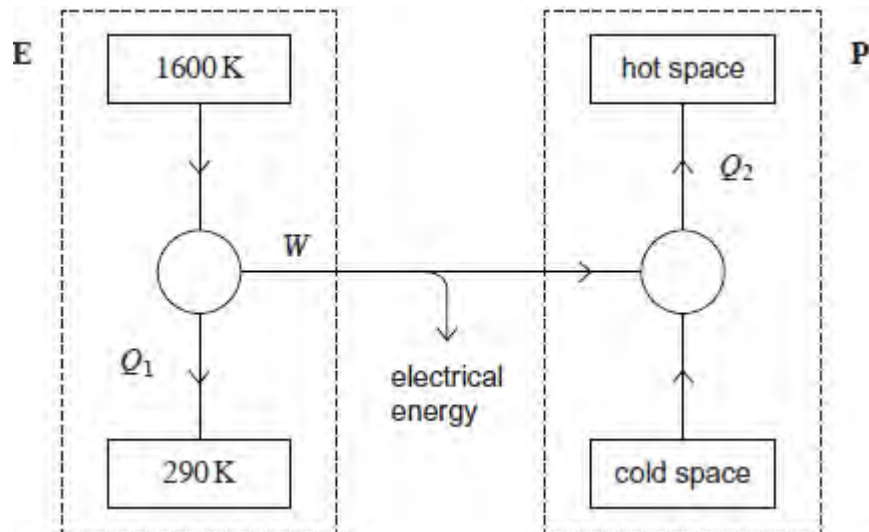 E
1600 K
hot space
P
Q2
W
Q1
electrical
energy
290 K
cold space